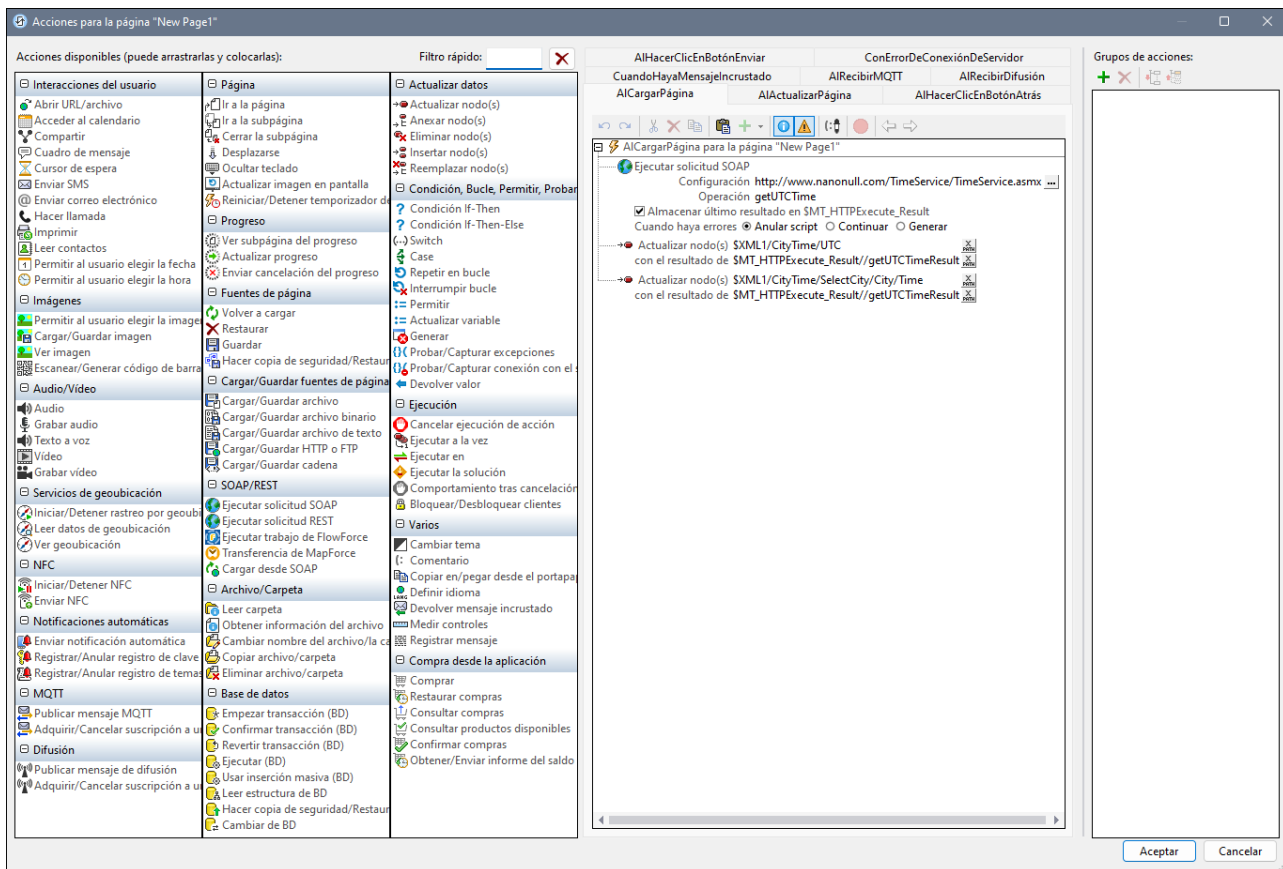 Acciones para la página "New Page1"
Acciones disponibles (puede arrastrarlas y colocarlas):
Filtro rápido:
Interacciones del usuario
Abrir URL/archivo
Acceder al calendario
Compartir
Cuadro de mensaje
Cursor de espera
Enviar SMS
Enviar correo electrónico
Hacer llamada
Imprimir
Leer contactos
Permitir al usuario elegir la fecha
Permitir al usuario elegir la hora
Imágenes
Permitir al usuario elegir la image
Cargar/Guardar imagen
Ver imagen
Escanear/Generar código de barra
Audio/Vídeo
Audio
Grabar audio
Texto a voz
Vídeo
Grabar vídeo
Servicios de geoubicación
Iniciar/Detener rastreo por geoubi
Leer datos de geoubicación
Ver geoubicación
NFC
Iniciar/Detener NFC
Enviar NFC
Notificaciones automáticas
Enviar notificación automática
Registrar/Anular registro de clave
Registrar/Anular registro de temas
MQTT
Publicar mensaje MQTT
Adquirir/Cancelar suscripción a u
Difusión
Publicar mensaje de difusión
Adquirir/Cancelar suscripción a u
Página
Ir a la página
Ir a la subpágina
Cerrar la subpágina
Desplazarse
Ocultar teclado
Actualizar imagen en pantalla
Reiniciar/Detener temporizador de
Progreso
Ver subpágina del progreso
Actualizar progreso
Enviar cancelación del progreso
Fuentes de página
Volver a cargar
Restaurar
Guardar
Hacer copia de seguridad/Restaur
Cargar/Guardar fuentes de página
Cargar/Guardar archivo
Cargar/Guardar archivo binario
Cargar/Guardar archivo de texto
Cargar/Guardar HTTP o FTP
Cargar/Guardar cadena
SOAP/REST
Ejecutar solicitud SOAP
Ejecutar solicitud REST
Ejecutar trabajo de FlowForce
Transferencia de MapForce
Cargar desde SOAP
Archivo/Carpeta
Leer carpeta
Obtener información del archivo
Cambiar nombre del archivo/la ca
Copiar archivo/carpeta
Eliminar archivo/carpeta
Base de datos
Empezar transacción (BD)
Confirmar transacción (BD)
Revertir transacción (BD)
Ejecutar (BD)
Usar inserción masiva (BD)
Leer estructura de BD
Hacer copia de seguridad/Restaur
Cambiar de BD
Actualizar datos
Actualizar nodo(s)
Anexar nodo(s)
Eliminar nodo(s)
Insertar nodo(s)
Reemplazar nodo(s)
Condición, Bucle, Permitir, Probar
Condición If-Then
Condición If-Then-Else
Switch
Case
Repetir en bucle
Interrumpir bucle
Permitir
Actualizar variable
Generar
Probar/Capturar excepciones
Probar/Capturar conexión con el s
Devolver valor
Ejecución
Cancelar ejecución de acción
Ejecutar a la vez
Ejecutar en
Ejecutar la solución
Comportamiento tras cancelación
Bloquear/Desbloquear clientes
Varios
Cambiar tema
Comentario
Copiar en/pegar desde el portapa
Definir idioma
Devolver mensaje incrustado
Medir controles
Registrar mensaje
Compra desde la aplicación
Comprar
Restaurar compras
Consultar compras
Consultar productos disponibles
Confirmar compras
Obtener/Enviar informe del saldo
AlHacerClicEnBotónEnviar
ConErrorDeConexiónDeServidor
CuandoHayaMensajeIncrustado
AlRecibirMQTT
AlRecibirDifusión
AlCargarPágina
AlActualizarPágina
AlHacerClicEnBotónAtrás
AlCargarPágina para la página "New Page1"
Ejecutar solicitud SOAP
Configuración http://www.nanonull.com/TimeService/TimeService.asmx ...
Operación getUTCTime
Almacenar último resultado en $MT_HTTPExecute_Result
Cuando haya errores Anular script Continuar Generar
Actualizar nodo(s) $XML1/CityTime/UTC
con el resultado de $MT_HTTPExecute_Result//getUTCTimeResult
Actualizar nodo(s) $XML1/CityTime/SelectCity/City/Time
con el resultado de $MT_HTTPExecute_Result//getUTCTimeResult
Grupos de acciones:
Aceptar
Cancelar